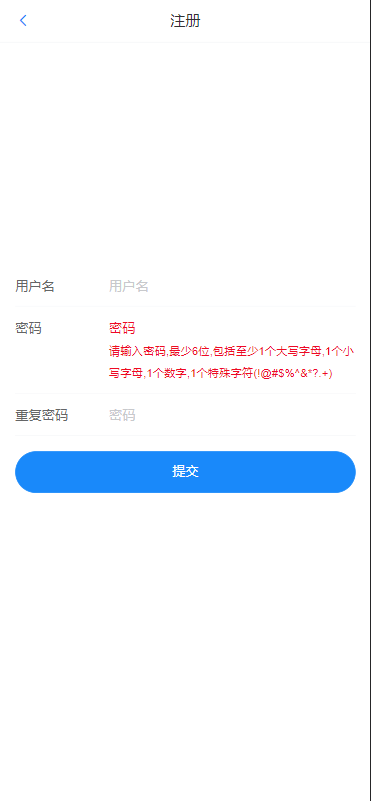 注册
用户名 用户名
密码 密码
请输入密码,最少6位,包括至少1个大写字母,1个小
写字母,1个数字,1个特殊字符(!@#$%^&*?.+)
重复密码 密码
提交